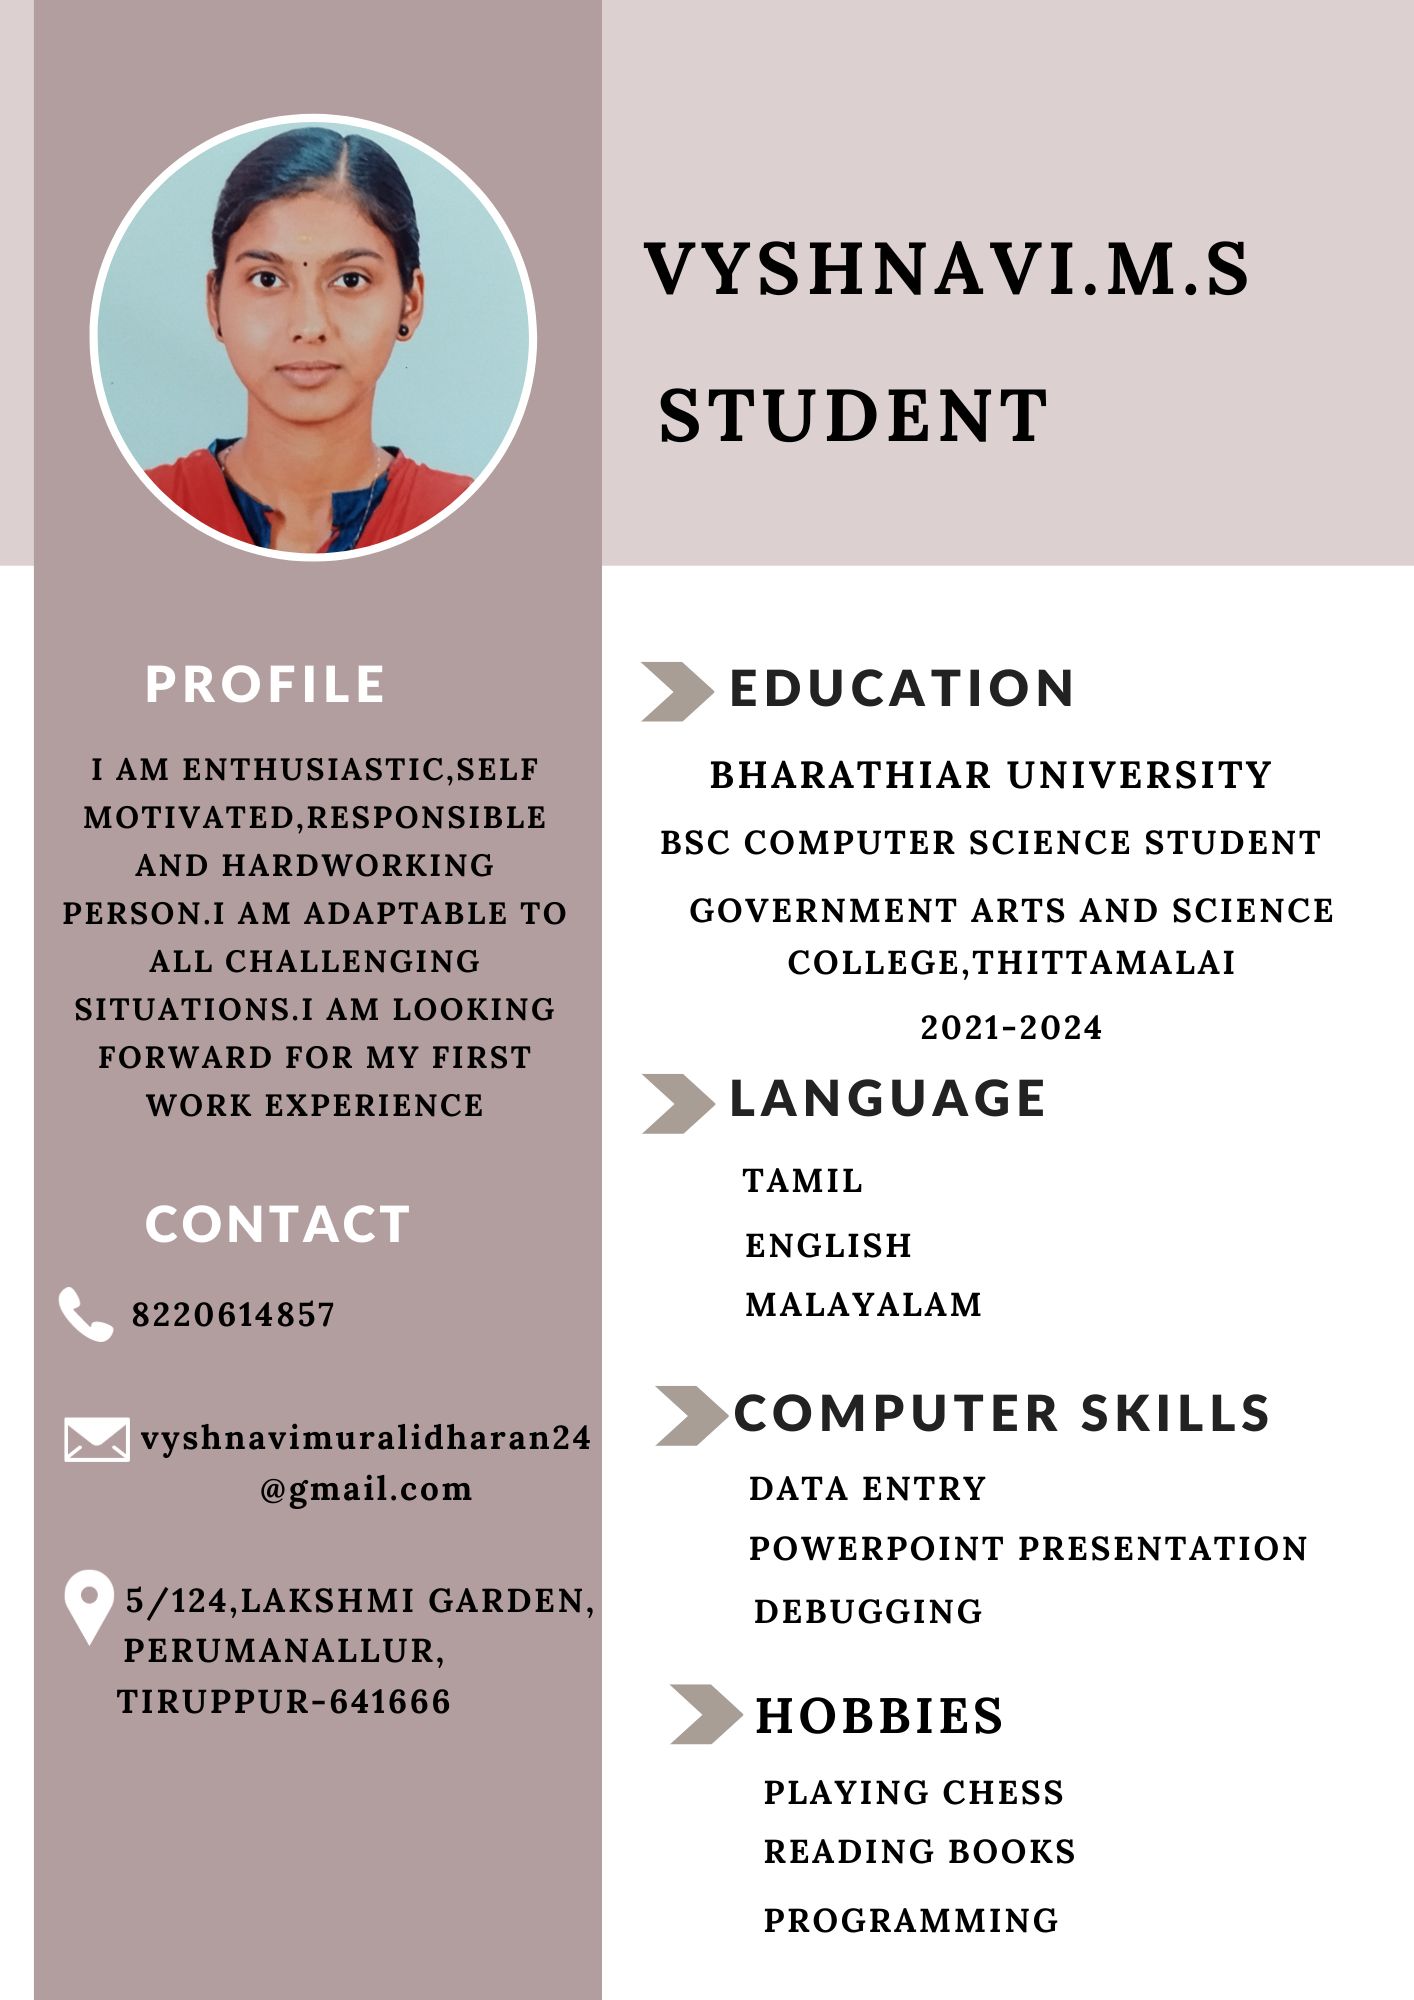 VYSHNAVI.M.S
STUDENT
PROFILE
I AM ENTHUSIASTIC,SELF
MOTIVATED,RESPONSIBLE
AND HARDWORKING
PERSON.I AM ADAPTABLE TO
ALL CHALLENGING
SITUATIONS.I AM LOOKING
FORWARD FOR MY FIRST
WORK EXPERIENCE
CONTACT
8220614857
vyshnavimuralidharan24
@gmail.com
5/124,LAKSHMI GARDEN,
PERUMANALLUR,
TIRUPPUR-641666
EDUCATION
BHARATHIAR UNIVERSITY
BSC COMPUTER SCIENCE STUDENT
GOVERNMENT ARTS AND SCIENCE
COLLEGE,THITTAMALAI
2021-2024
LANGUAGE
TAMIL
ENGLISH
MALAYALAM
COMPUTER SKILLS
DATA ENTRY
POWERPOINT PRESENTATION
DEBUGGING
HOBBIES
PLAYING CHESS
READING BOOKS
PROGRAMMING